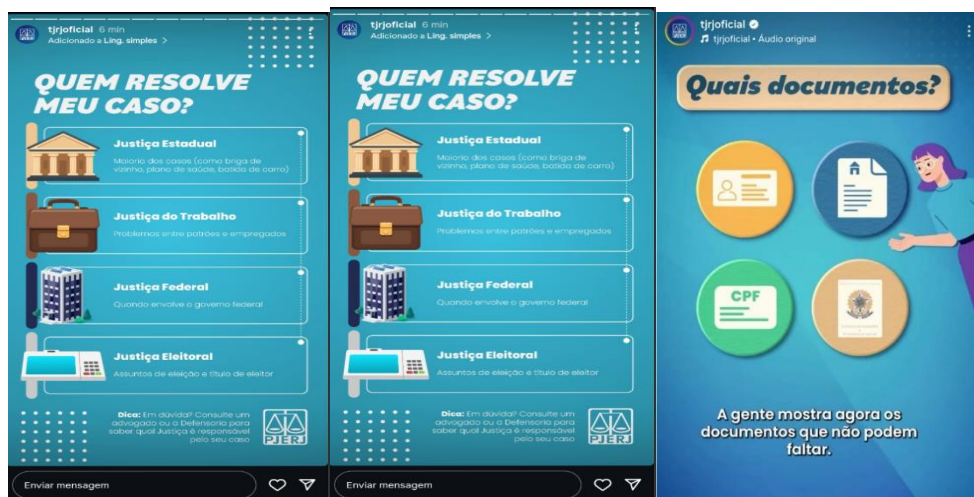 tjrjoficial 6 min
Adicionado a Ling. simples >
QUEM RESOLVE
MEU CASO?
Justiça Estadual
Maioria dos casos (como briga de
vizinho, plano de saúde, batida de carro)
Justiça do Trabalho
Problemas entre patrões e empregados
Justiça Federal
Quando envolve o governo federal
Justiça Eleitoral
Assuntos de eleição e título de eleitor
Dica: Em dúvida? Consulte um
advogado ou a Defensoria para
saber qual Justiça é responsável
pelo seu caso
PJERJ
Enviar mensagem
tjrjoficial 6 min
Adicionado a Ling. simples >
QUEM RESOLVE
MEU CASO?
Justiça Estadual
Maioria dos casos (como briga de
vizinho, plano de saúde, batida de carro)
Justiça do Trabalho
Problemas entre patrões e empregados
Justiça Federal
Quando envolve o governo federal
Justiça Eleitoral
Assuntos de eleição e título de eleitor
Dica: Em dúvida? Consulte um
advogado ou a Defensoria para
saber qual Justiça é responsável
pelo seu caso
PJERJ
Enviar mensagem
tjrjoficial
tjrjoficial • Áudio original
Quais documentos?
CPF
A gente mostra agora os
documentos que não podem
faltar.